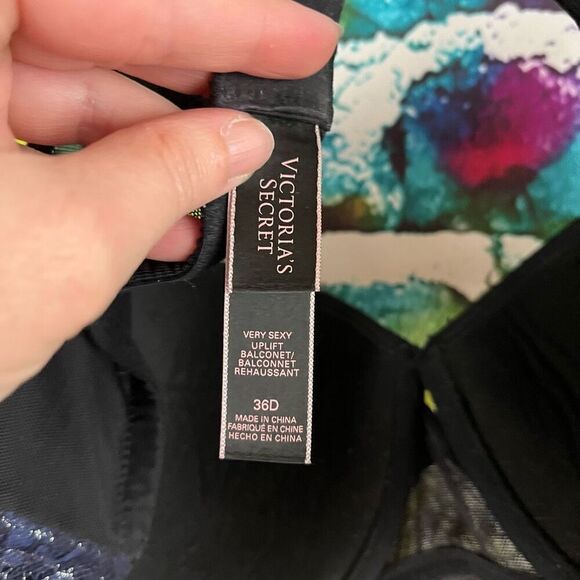 VICTORIA'S
SECRET
VERY SEXY
UPLIFT
BALCONET/
BALCONNET
REHAUSSANT
36D
MADE IN CHINA
FABRIQUÉ EN CHINE
HECHO EN CHINA